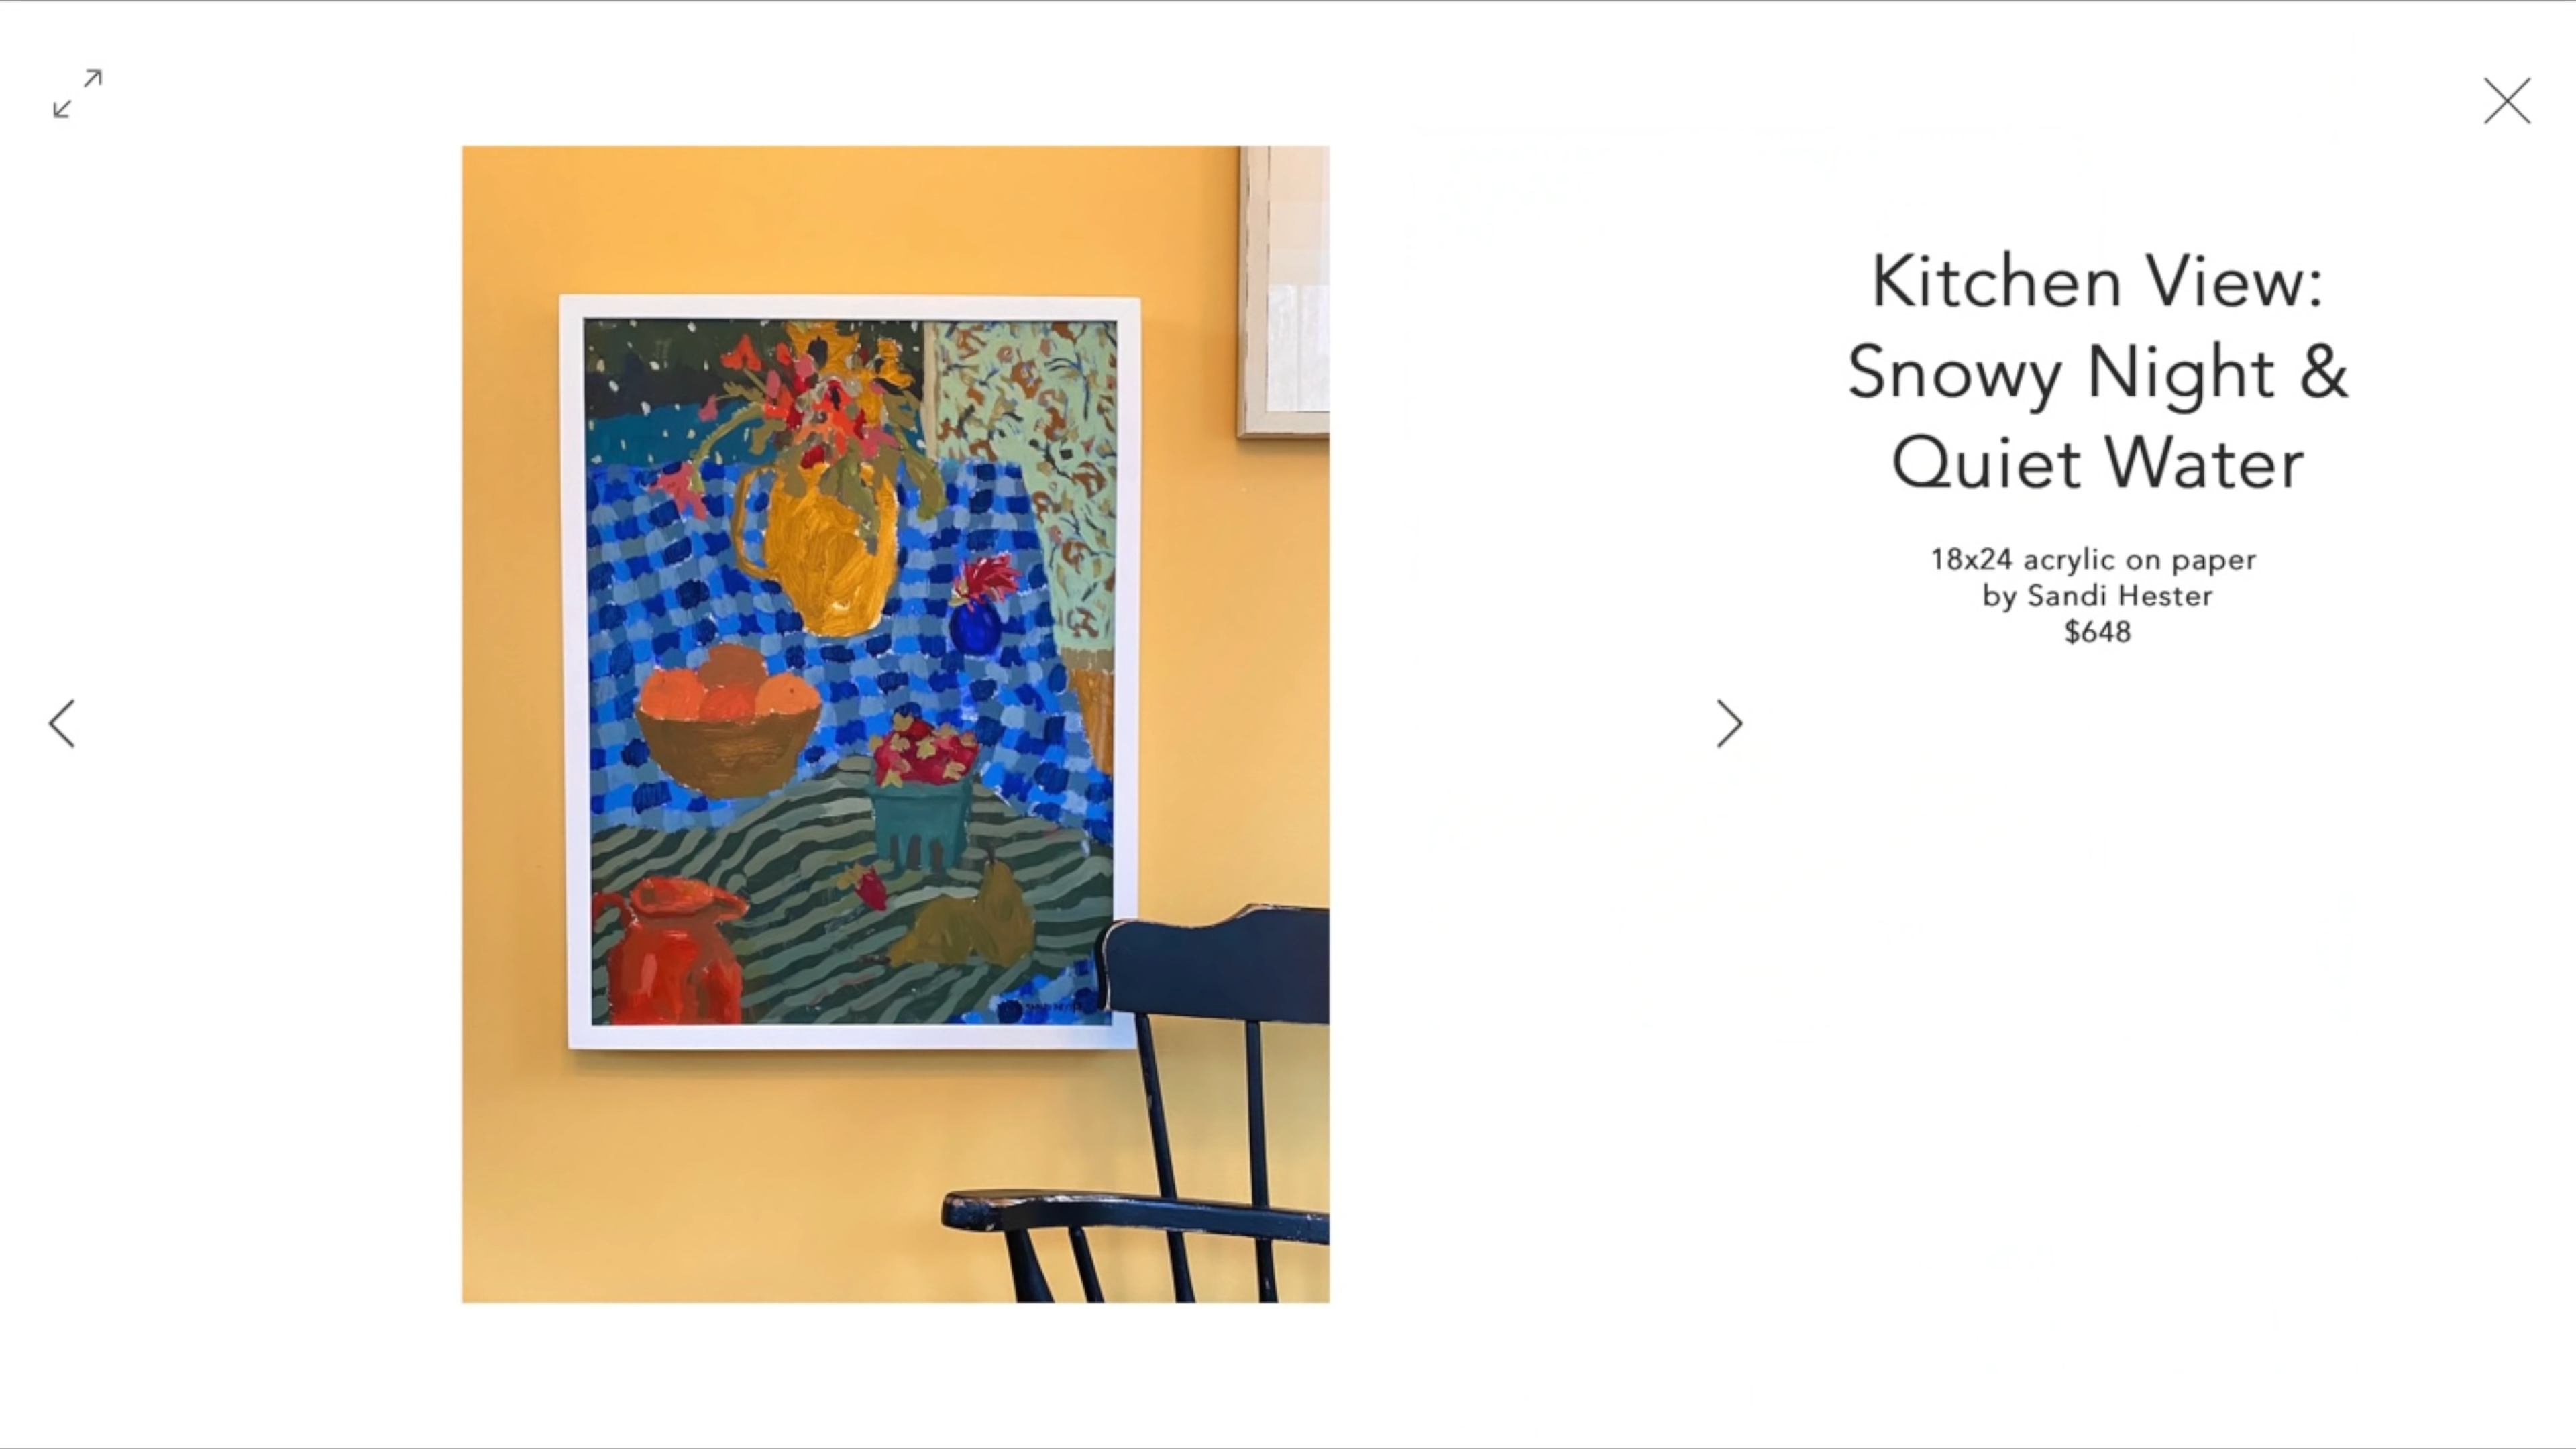 Kitchen View:
Snowy Night &
Quiet Water
18x24 acrylic on paper
by Sandi Hester
$648